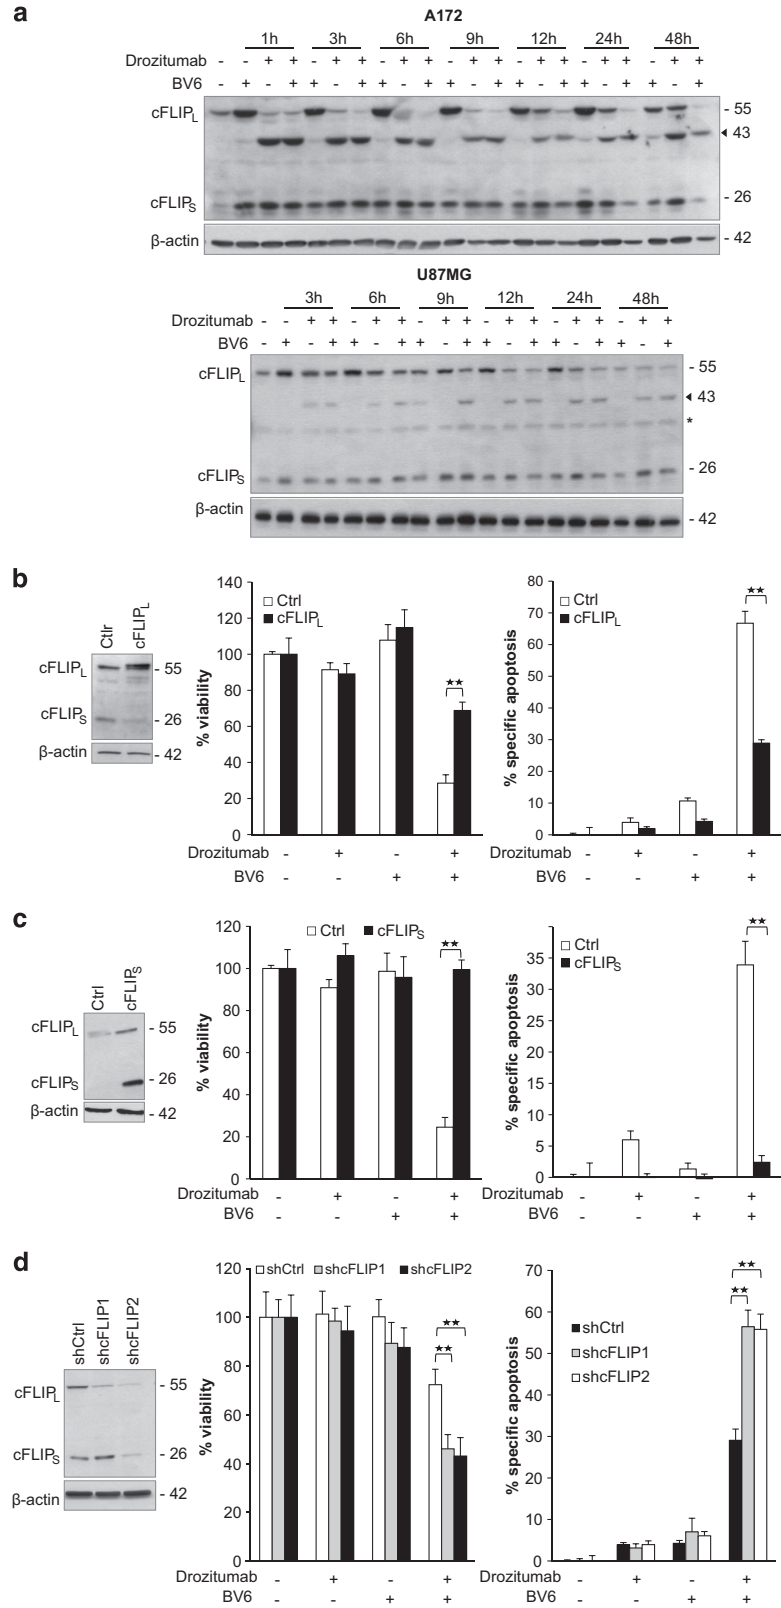 a
A172
1h 3h 6h 9h 12h 24h 48h
Drozitumab - - + + - + + - + + - + + - + + - + + - + +
BV6 - + - + + - + + - + + - + + - + + - + + - +
cFLIPL - 55
◄ 43
cFLIPS - 26
β-actin - 42
U87MG
3h 6h 9h 12h 24h 48h
Drozitumab - - + + - + + - + + - + + - + + - + +
BV6 - + - + + - + + - + + - + + - + + - +
cFLIPL - 55
◄ 43
*
cFLIPS - 26
β-actin - 42
b
Ctlr cFLIPL
cFLIPL - 55
cFLIPS - 26
β-actin - 42
% viability
140
120
100
80
60
40
20
0
Ctrl
cFLIPL
★★
Drozitumab - + - +
BV6 - - + +
% specific apoptosis
80
70
60
50
40
30
20
10
0
Ctrl
cFLIPL
★★
Drozitumab - + - +
BV6 - - + +
c
Ctrl cFLIPS
cFLIPL - 55
cFLIPS - 26
β-actin - 42
% viability
120
100
80
60
40
20
0
Ctrl cFLIPS
★★
Drozitumab - + - +
BV6 - - + +
% specific apoptosis
35
30
25
20
15
10
5
0
Ctrl
cFLIPS
★★
Drozitumab - + - +
BV6 - - + +
d
shCtrl shcFLIP1 shcFLIP2
cFLIPL - 55
cFLIPS - 26
β-actin - 42
% viability
120
100
80
60
40
20
0
shCtrl shcFLIP1 shcFLIP2
★★
★★
Drozitumab - + - +
BV6 - - + +
% specific apoptosis
70
60
50
40
30
20
10
0
shCtrl
shcFLIP1
shcFLIP2
★★
★★
Drozitumab - + - +
BV6 - - + +